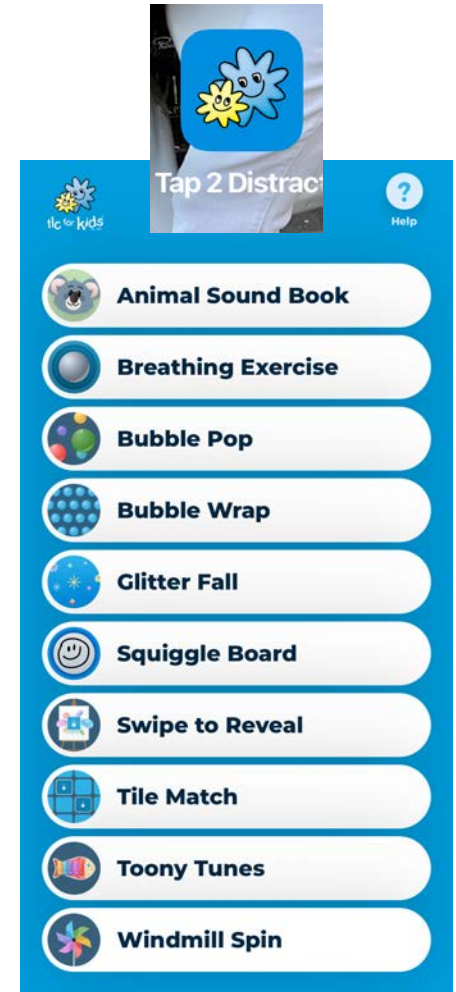 Tap 2 Distract
tlc for kids
?
Help
Animal Sound Book
Breathing Exercise
Bubble Pop
Bubble Wrap
Glitter Fall
Squiggle Board
Swipe to Reveal
Tile Match
Toony Tunes
Windmill Spin